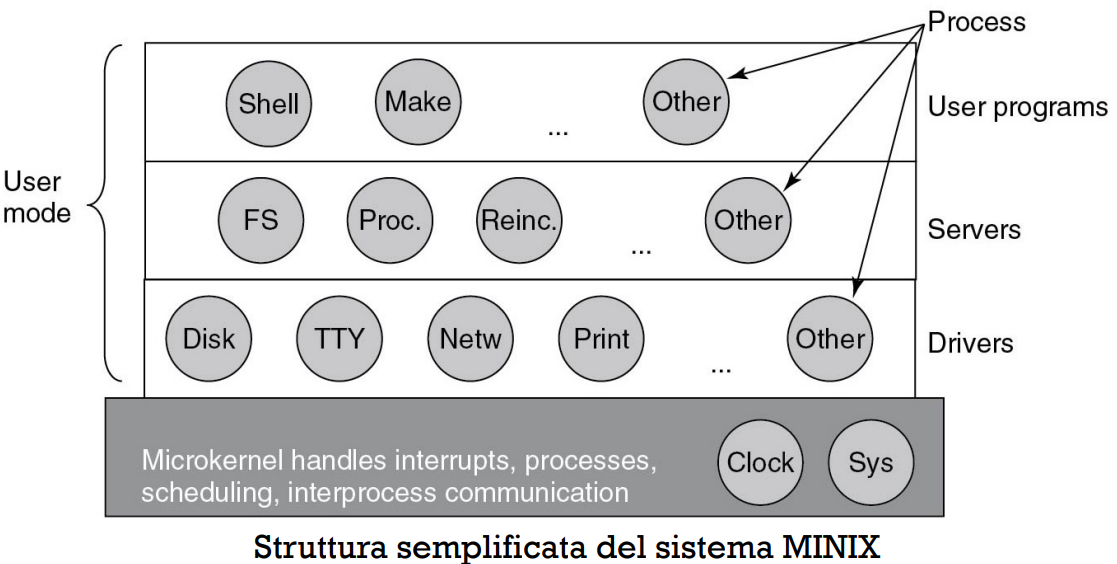 Process
Shell Make ... Other
User programs
User
mode
FS Proc. Reinc. ... Other
Servers
Disk TTY Netw Print ... Other
Drivers
Microkernel handles interrupts, processes,
scheduling, interprocess communication
Clock Sys
Struttura semplificata del sistema MINIX